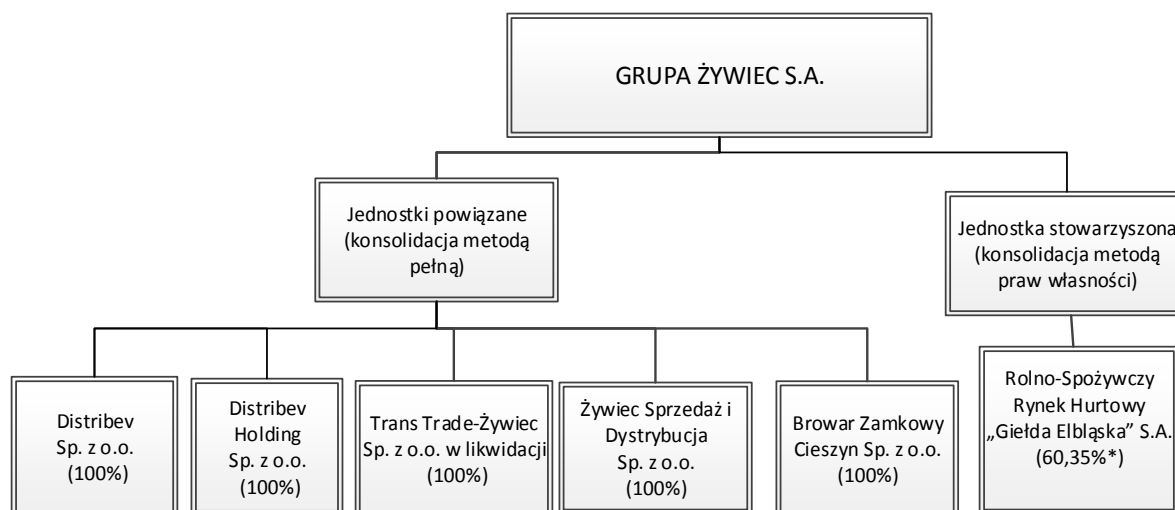 GRUPA ŻYWIEC S.A.
Jednostki powiązane
(konsolidacja metodą
pełną)
Jednostka stowarzyszona
(konsolidacja metodą
praw własności)
Distribev
Sp. z o.o.
(100%)
Distribev
Holding
Sp. z o.o.
(100%)
Trans Trade-Żywiec
Sp. z o.o. w likwidacji
(100%)
Żywiec Sprzedaż i
Dystrybucja
Sp. z o.o.
(100%)
Browar Zamkowy
Cieszyn Sp. z o.o.
(100%)
Rolno-Spożywczy
Rynek Hurtowy
„Giełda Elbląska” S.A.
(60,35%*)